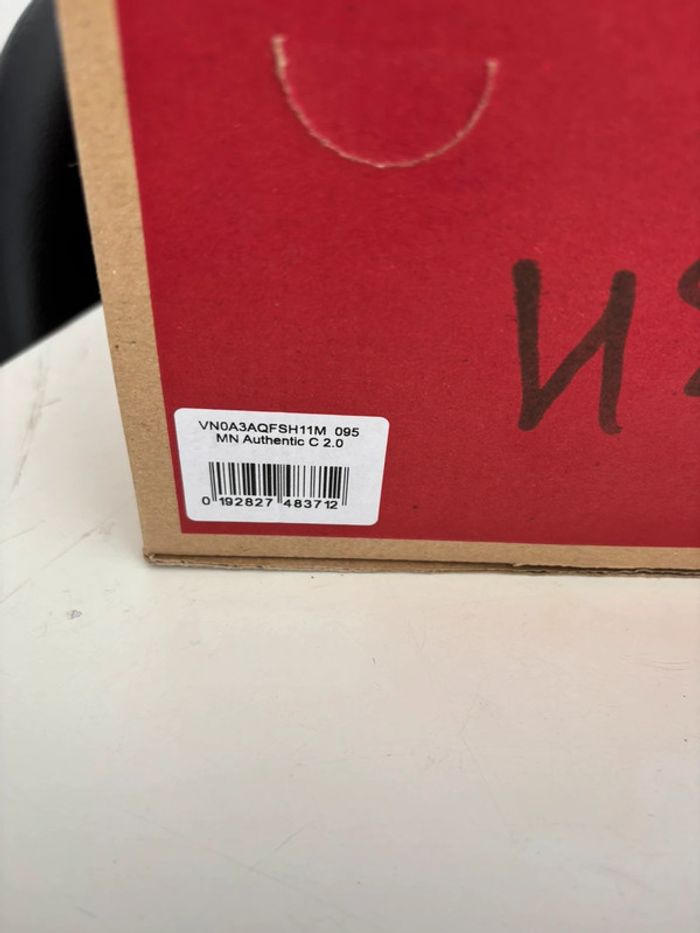 VN0A3AQFSH11M 095
MN Authentic C 2.0
0 192827 483712